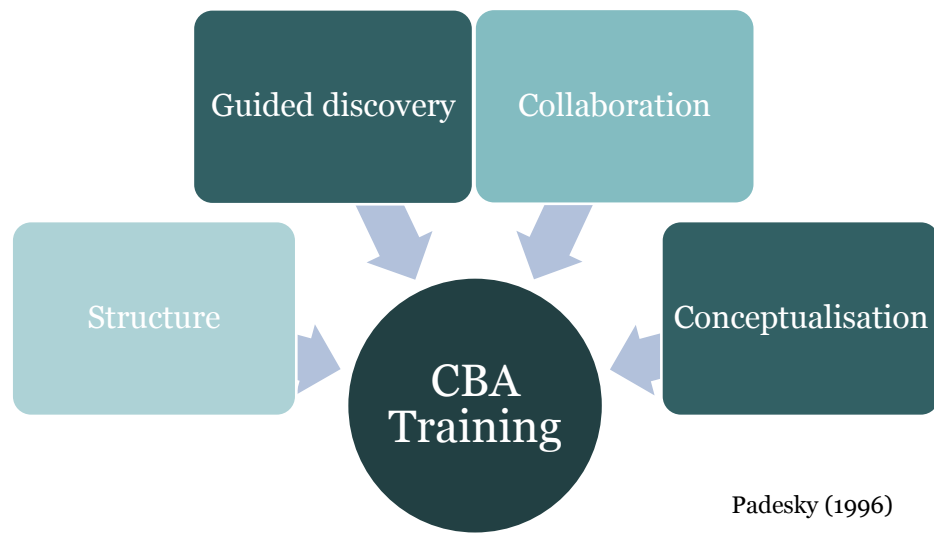 Guided discovery
Collaboration
Structure
Conceptualisation
CBA
Training
Padesky (1996)